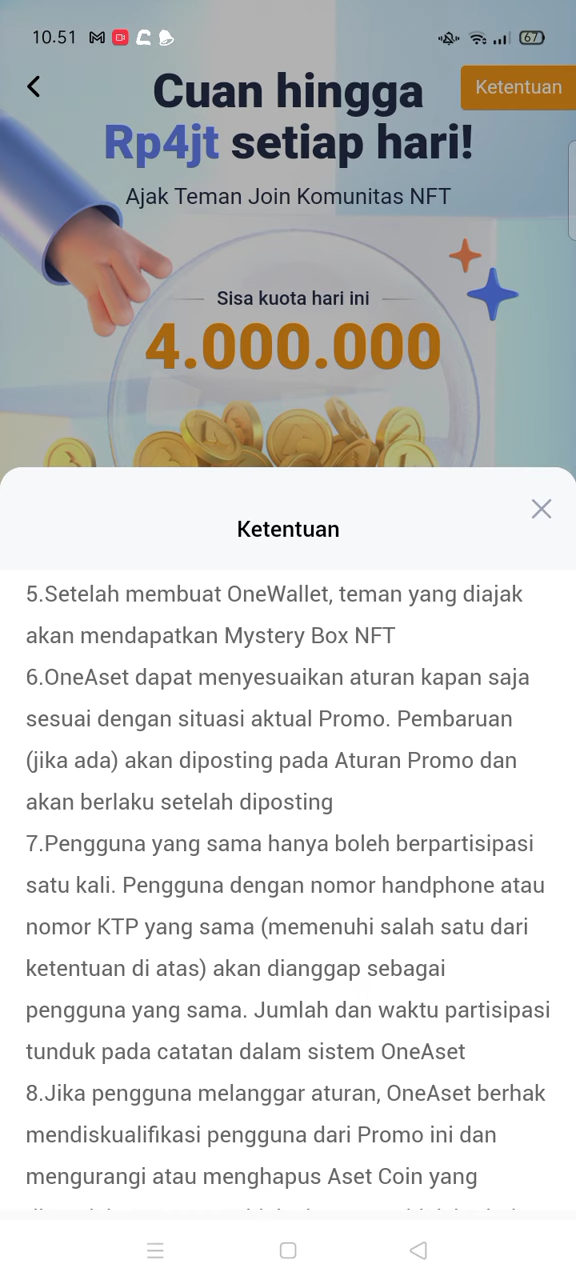 10.51
67
Cuan hingga
Ketentuan
Rp4jt setiap hari!
Ajak Teman Join Komunitas NFT
Sisa kuota hari ini
4.000.000
Ketentuan
5.Setelah membuat OneWallet, teman yang diajak
akan mendapatkan Mystery Box NFT
6.OneAset dapat menyesuaikan aturan kapan saja
sesuai dengan situasi aktual Promo. Pembaruan
(jika ada) akan diposting pada Aturan Promo dan
akan berlaku setelah diposting
7.Pengguna yang sama hanya boleh berpartisipasi
satu kali. Pengguna dengan nomor handphone atau
nomor KTP yang sama (memenuhi salah satu dari
ketentuan di atas) akan dianggap sebagai
pengguna yang sama. Jumlah dan waktu partisipasi
tunduk pada catatan dalam sistem OneAset
8.Jika pengguna melanggar aturan, OneAset berhak
mendiskualifikasi pengguna dari Promo ini dan
mengurangi atau menghapus Aset Coin yang